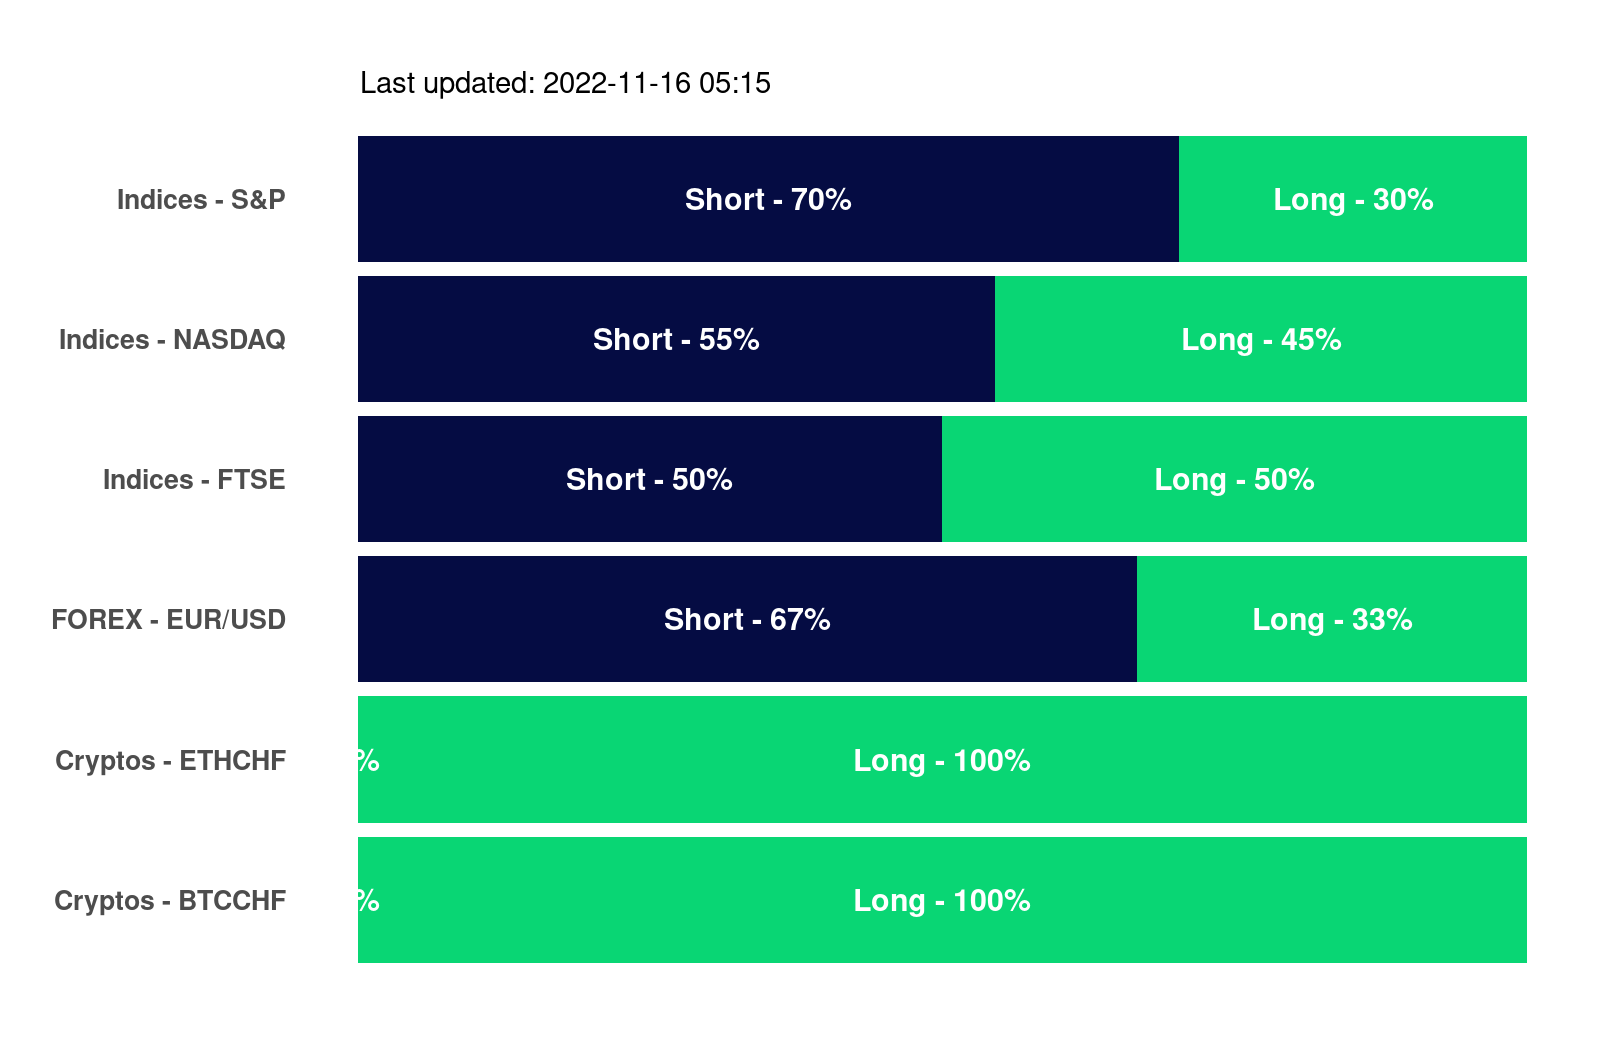 Last updated: 2022-11-16 05:15
Indices - S&P Short - 70% Long - 30%
Indices - NASDAQ Short - 55% Long - 45%
Indices - FTSE Short - 50% Long - 50%
FOREX - EUR/USD Short - 67% Long - 33%
Cryptos - ETHCHF % Long - 100%
Cryptos - BTCCHF % Long - 100%